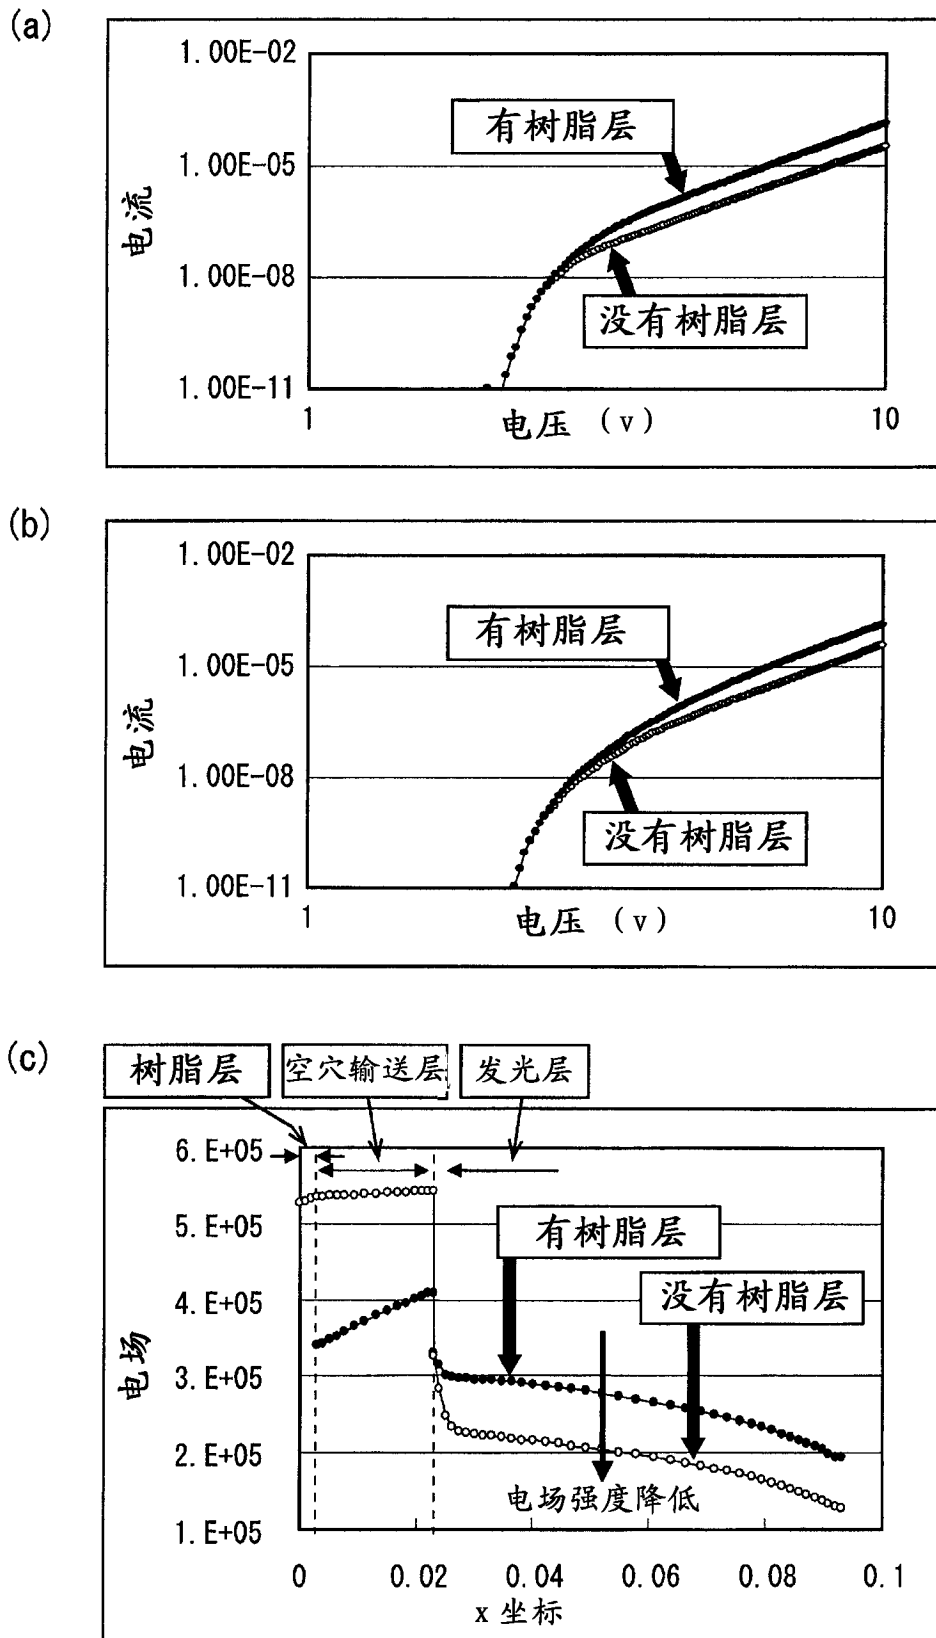 (a)
1.00E-02
有树脂层
1.00E-05
电流
1.00E-08
没有树脂层
1.00E-11
1
电压 (v)
10
(b)
1.00E-02
有树脂层
1.00E-05
电流
1.00E-08
没有树脂层
1.00E-11
1
电压 (v)
10
(c)
树脂层 空穴输送层 发光层
6.E+05
5.E+05
有树脂层
4.E+05
没有树脂层
电场
3.E+05
2.E+05
电场强度降低
1.E+05
0 0.02 0.04 0.06 0.08 0.1
x 坐标